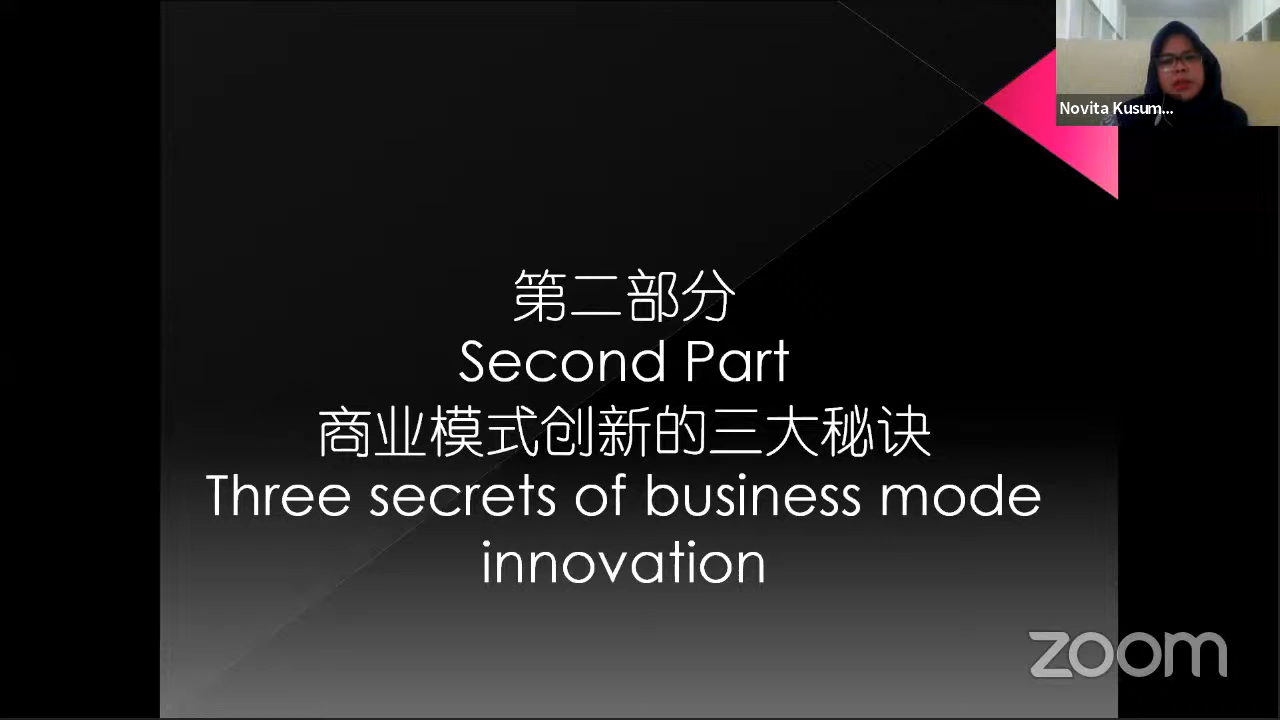 Novita Kusum...
第二部分
Second Part
商业模式创新的三大秘诀
Three secrets of business mode
innovation
zoom